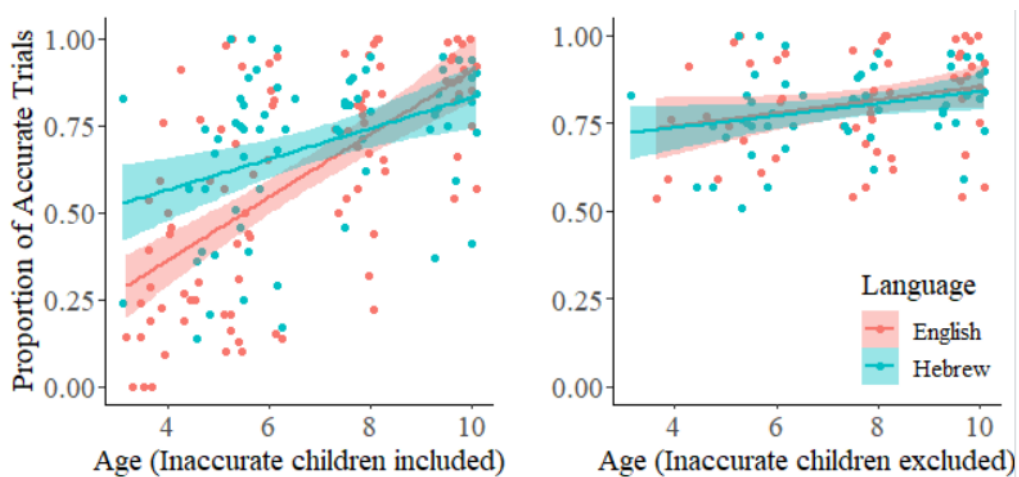 Proportion of Accurate Trials
1.00
0.75
0.50
0.25
0.00
4 6 8 10
Age (Inaccurate children included)
1.00
0.75
0.50
0.25
0.00
4 6 8 10
Age (Inaccurate children excluded)
Language
English
Hebrew